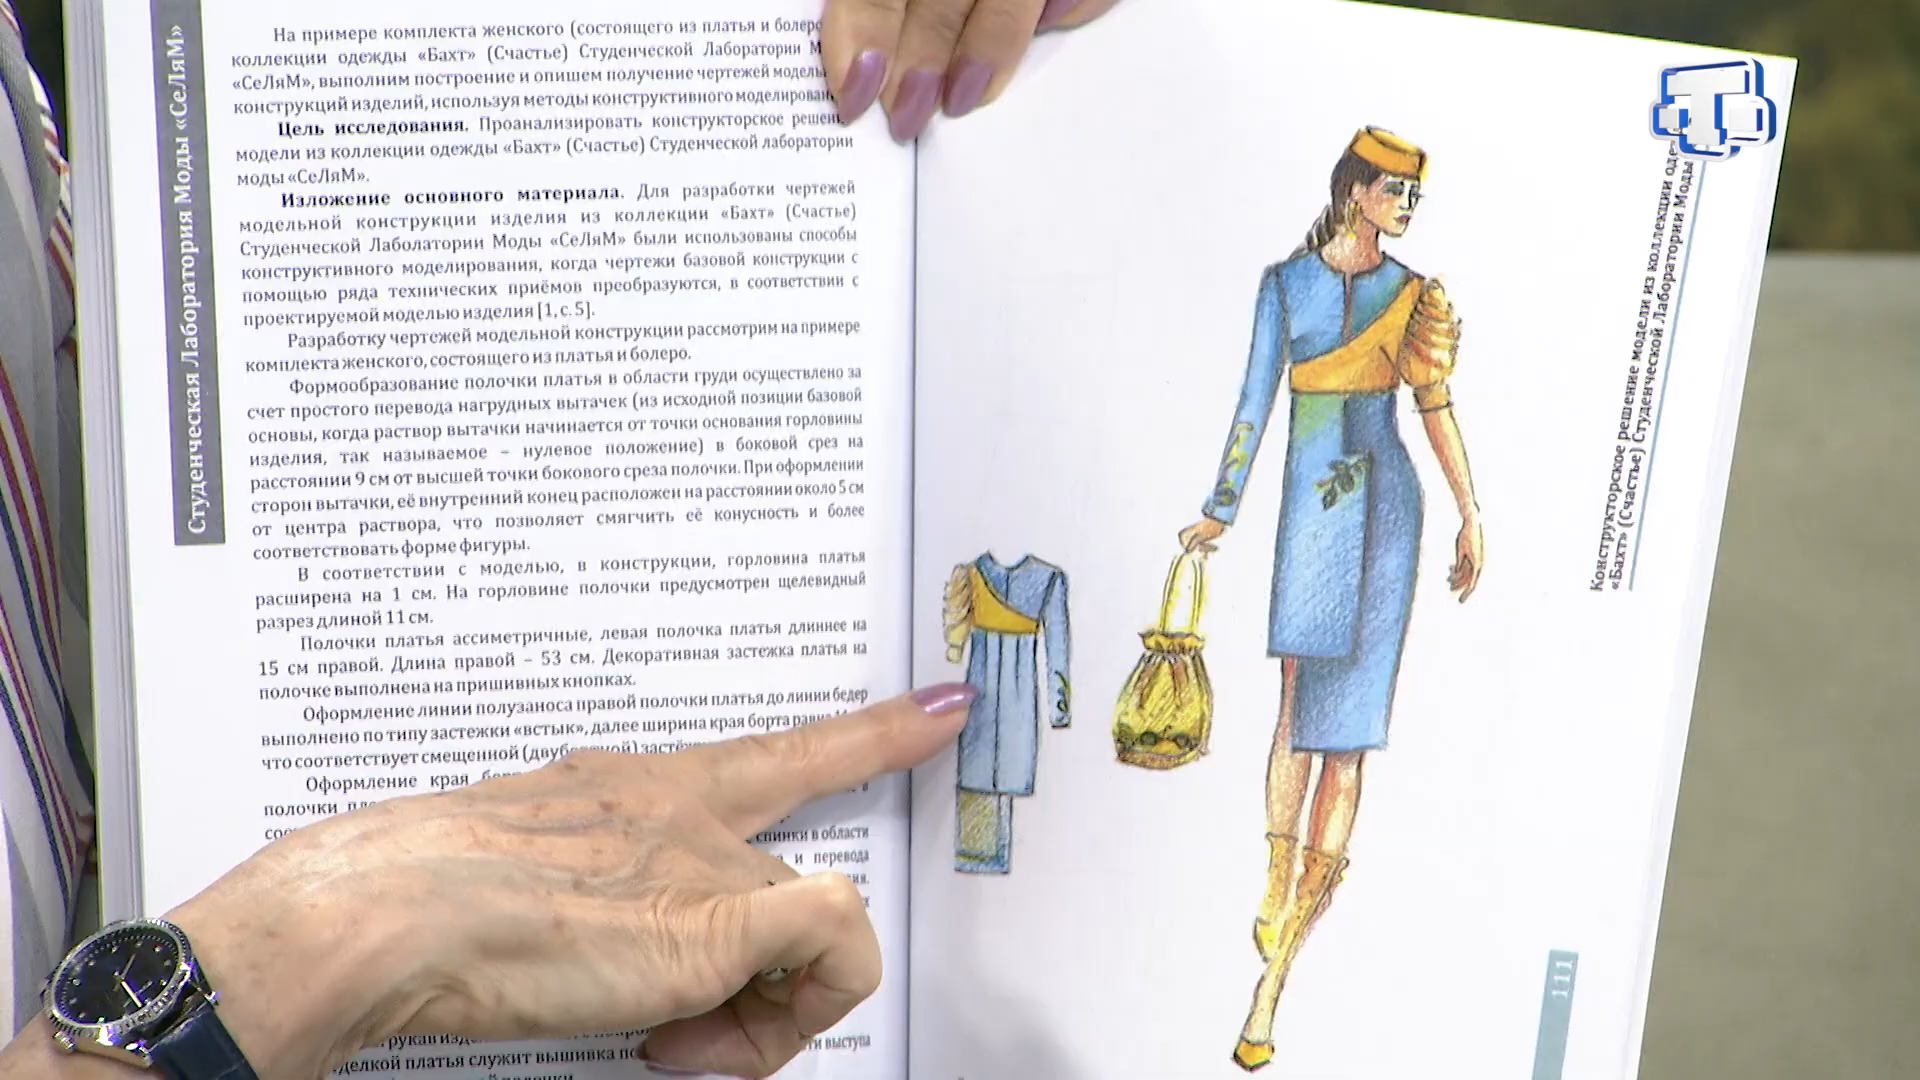 Студенческая Лаборатория Моды «СеЛяМ»
На примере комплекта женского (состоящего из платья и болеро
коллекции одежды «Бахт» (Счастье) Студенческой Лаборатории
«СеЛяМ», выполним построение и опишем получение чертежей
конструкций изделий, используя методы конструктивного
Цель исследования. Проанализировать конструкторское
модели из коллекции одежды «Бахт» (Счастье) Студенческой лаборатории
моды «СеЛяМ».
Изложение основного материала. Для разработки чертежей
модельной конструкции изделия из коллекции «Бахт» (Счастье)
Студенческой Лаболатории Моды «СеЛяМ» были использованы способы
конструктивного моделирования, когда чертежи базовой конструкции с
помощью ряда технических приёмов преобразуются, в соответствии с
проектируемой моделью изделия [1, с. 5].
Разработку чертежей модельной конструкции рассмотрим на примере
комплекта женского, состоящего из платья и болеро.
Формообразование полочки платья в области груди осуществлено за
счет простого перевода нагрудных вытачек (из исходной позиции базовой
основы, когда раствор вытачки начинается от точки основания горловины
изделия, так называемое – нулевое положение) в боковой срез на
расстоянии 9 см от высшей точки бокового среза полочки. При оформлении
сторон вытачки, её внутренний конец расположен на расстоянии около 5 см
от центра раствора, что позволяет смягчить её конусность и более
соответствовать форме фигуры.
В соответствии с моделью, в конструкции, горловина платья
расширена на 1 см. На горловине полочки предусмотрен щелевидный
разрез длиной 11 см.
Полочки платья ассиметричные, левая полочка платья длиннее на
15 см правой. Длина правой – 53 см. Декоративная застежка платья на
полочке выполнена на пришивных кнопках.
Оформление линии полузаноса правой полочки платья до линии бедер
выполнено по типу застежки «встык», далее ширина края борта
что соответствует смещенной
Оформление края
полочки
спинки в области
и перевода
делкой платья служит вышивка
выступа
Конструкторское решение модели из коллекции
«Бахт» (Счастье) Студенческой Лаборатории Моды
111
Т